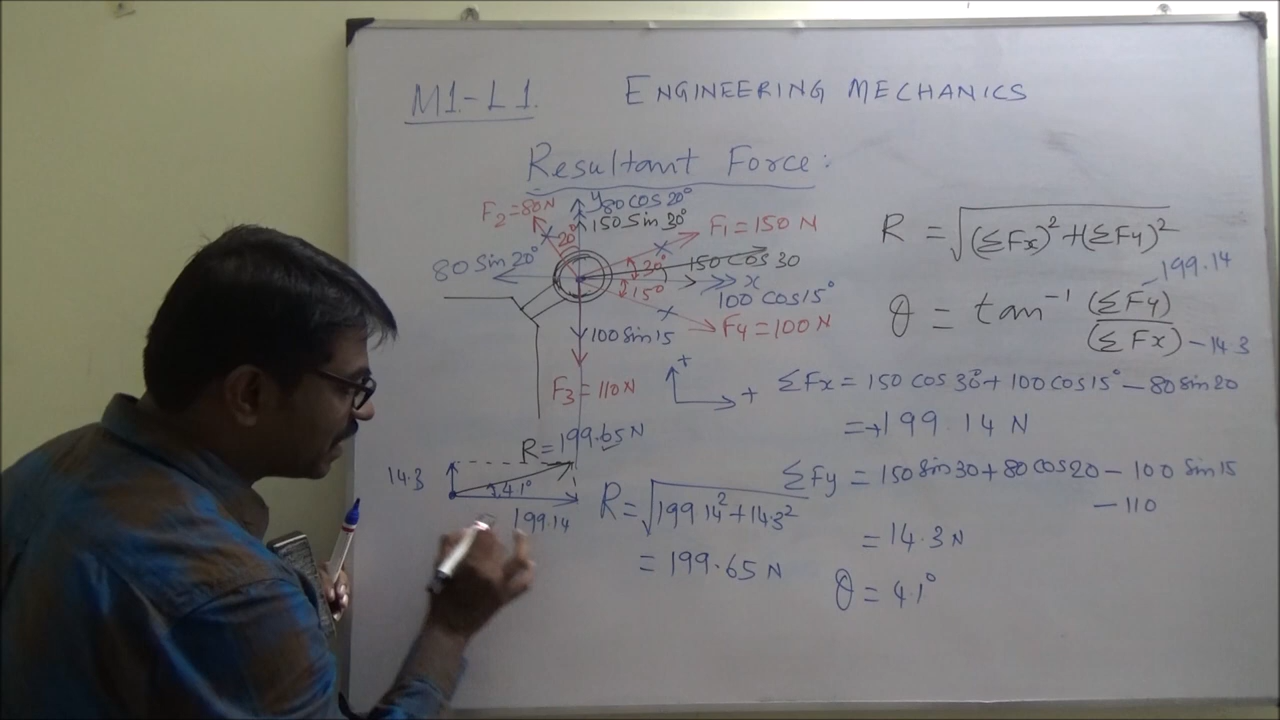 M1-L1.
ENGINEERING MECHANICS
Resultant Force:
F2=80N
y
80 cos 20°
150 Sin 30°
F1=150 N
20°
80 Sin 20°
30°
150 cos 30
15°
x
100 cos 15°
100 Sin 15
F4=100 N
F3=110N
+
+
R = √(ΣFx)²+(ΣFy)²
199.14
θ = tan⁻¹ (ΣFy)
(ΣFx) - 14.3
ΣFx = 150 cos 30°+ 100 cos 15° - 80 sin 20
=+199.14 N
ΣFy = 150 sin 30+ 80 cos 20 - 100 sin 15
- 110
= 14.3 N
θ = 4.1°
R=199.65 N
14.3
4.1°
199.14
R=√199.14²+14.3²
= 199.65 N